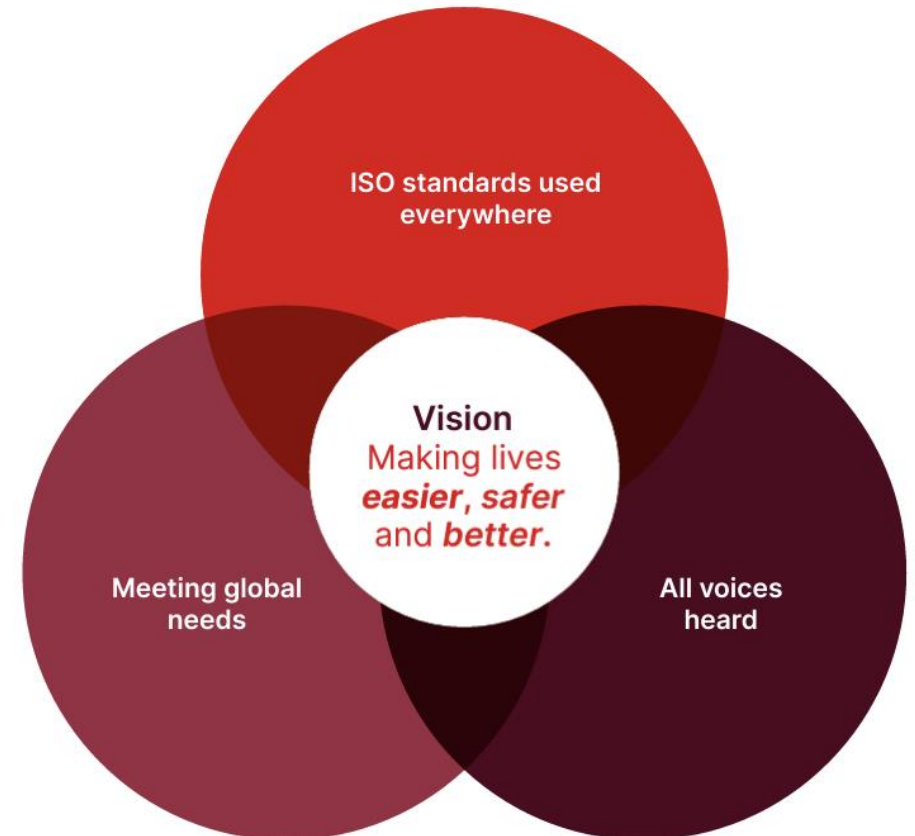 ISO standards used
everywhere
Vision
Making lives
easier, safer
and better.
Meeting global
needs
All voices
heard